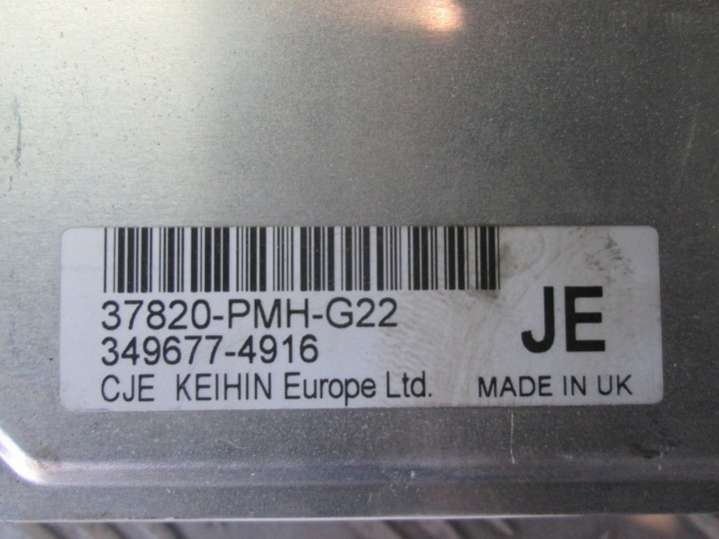 37820-PMH-G22
349677-4916
JE
CJE KEIHIN Europe Ltd. MADE IN UK